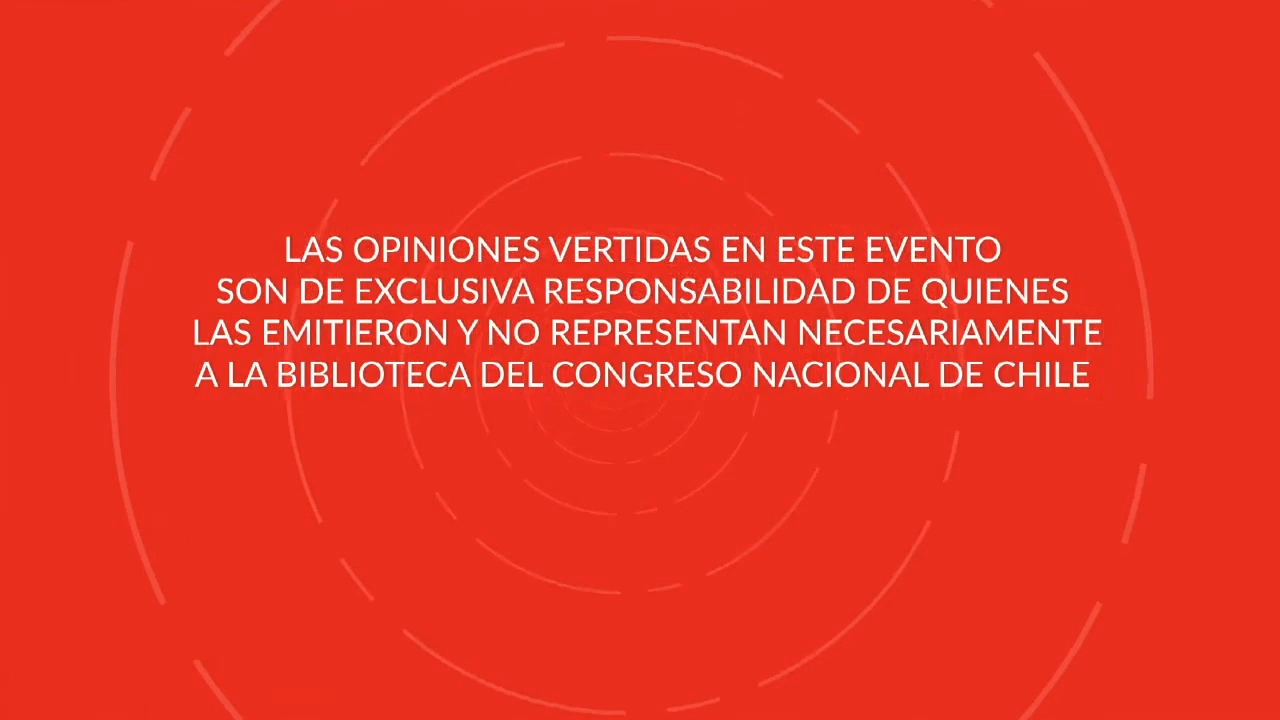 LAS OPINIONES VERTIDAS EN ESTE EVENTO
SON DE EXCLUSIVA RESPONSABILIDAD DE QUIENES
LAS EMITIERON Y NO REPRESENTAN NECESARIAMENTE
A LA BIBLIOTECA DEL CONGRESO NACIONAL DE CHILE